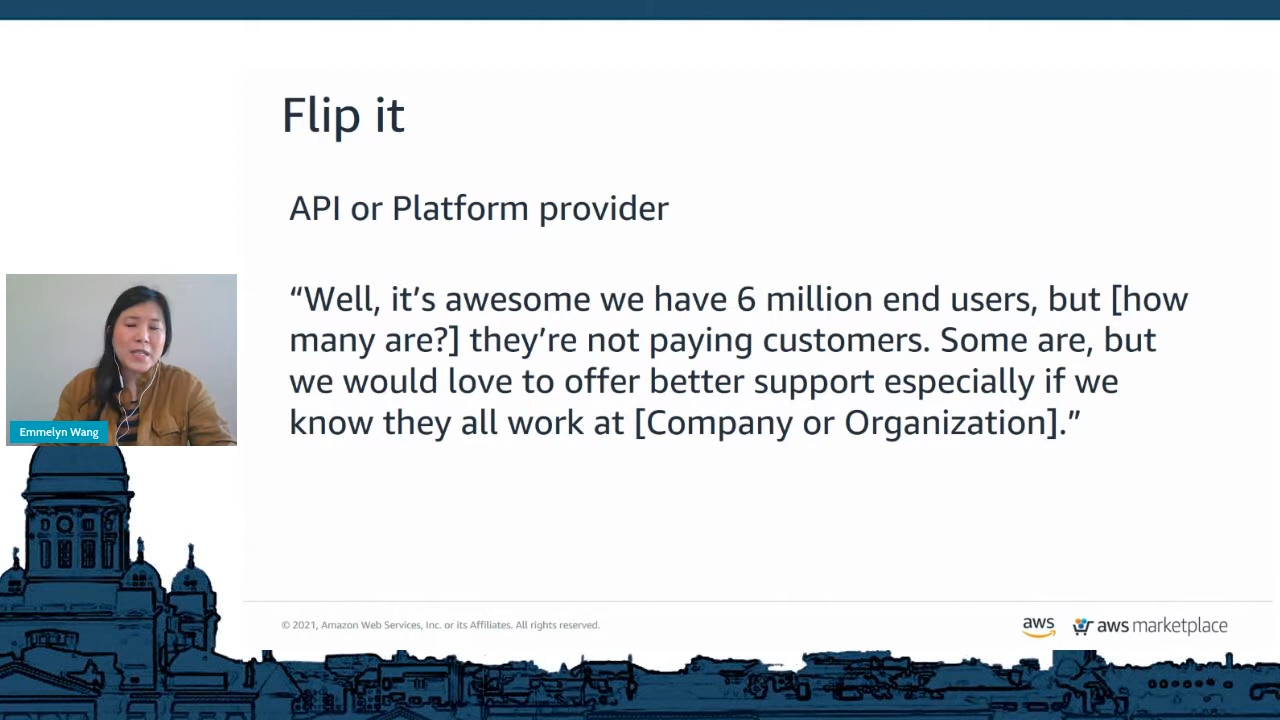 Flip it
API or Platform provider
“Well, it’s awesome we have 6 million end users, but [how
many are?] they’re not paying customers. Some are, but
we would love to offer better support especially if we
know they all work at [Company or Organization].”
Emmelyn Wang
© 2021, Amazon Web Services, Inc. or its Affiliates. All rights reserved.
aws
aws marketplace